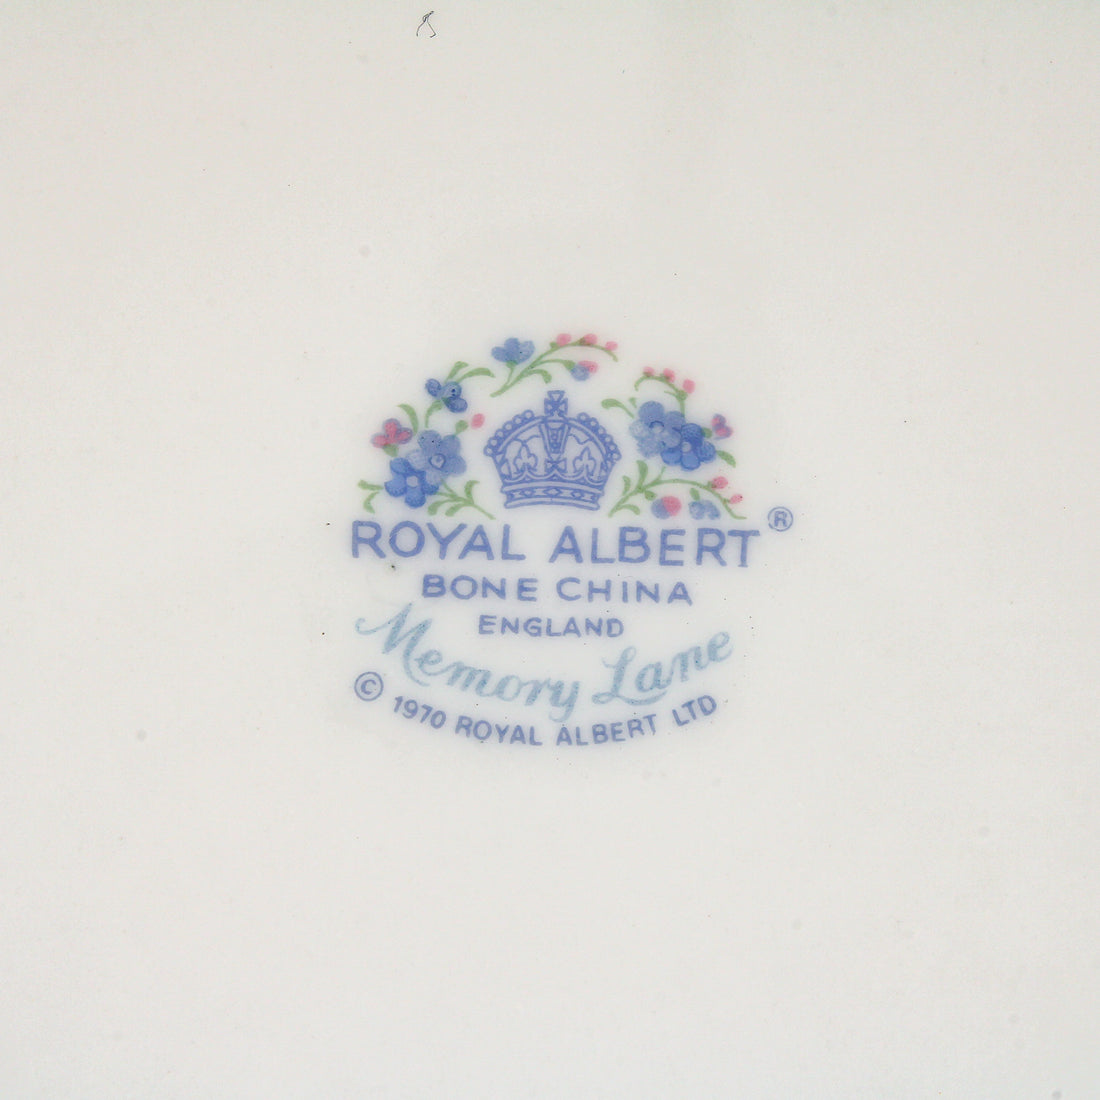 ROYAL ALBERT ®
BONE CHINA
ENGLAND
Memory Lane
© 1970 ROYAL ALBERT LTD